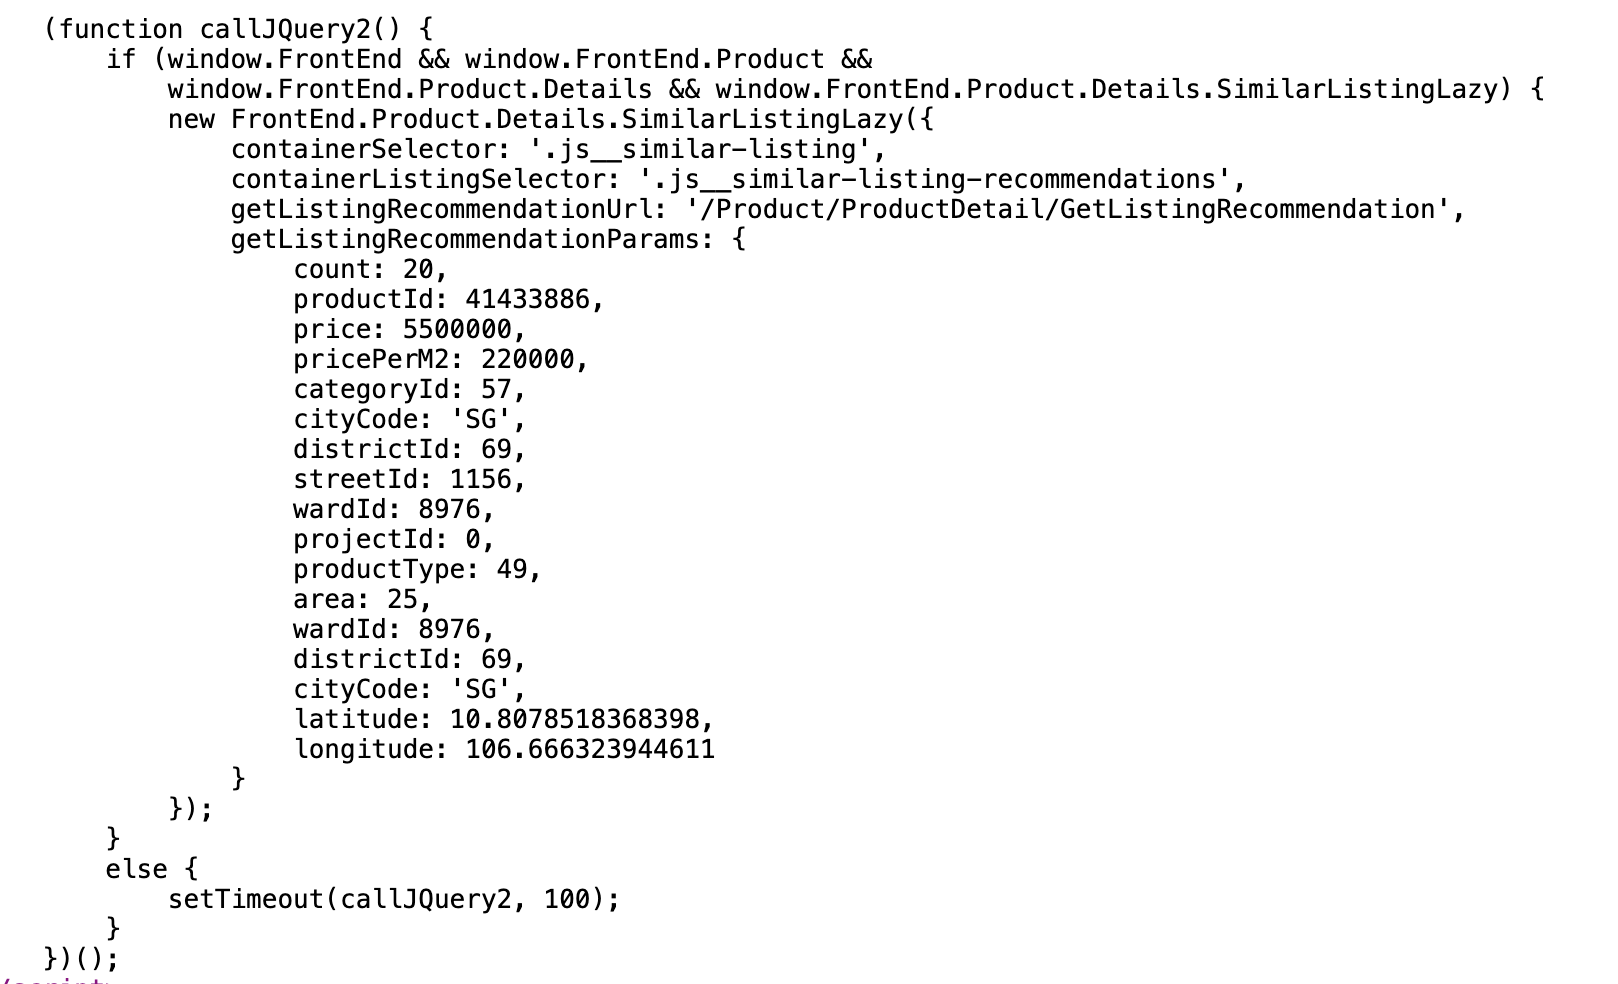 (function callJQuery2() {
if (window.FrontEnd && window.FrontEnd.Product &&
window.FrontEnd.Product.Details && window.FrontEnd.Product.Details.SimilarListingLazy) {
new FrontEnd.Product.Details.SimilarListingLazy({
containerSelector: '.js__similar-listing',
containerListingSelector: '.js__similar-listing-recommendations',
getListingRecommendationUrl: '/Product/ProductDetail/GetListingRecommendation',
getListingRecommendationParams: {
count: 20,
productId: 41433886,
price: 5500000,
pricePerM2: 220000,
categoryId: 57,
cityCode: 'SG',
districtId: 69,
streetId: 1156,
wardId: 8976,
projectId: 0,
productType: 49,
area: 25,
wardId: 8976,
districtId: 69,
cityCode: 'SG',
latitude: 10.8078518368398,
longitude: 106.666323944611
}
});
}
else {
setTimeout(callJQuery2, 100);
}
})();